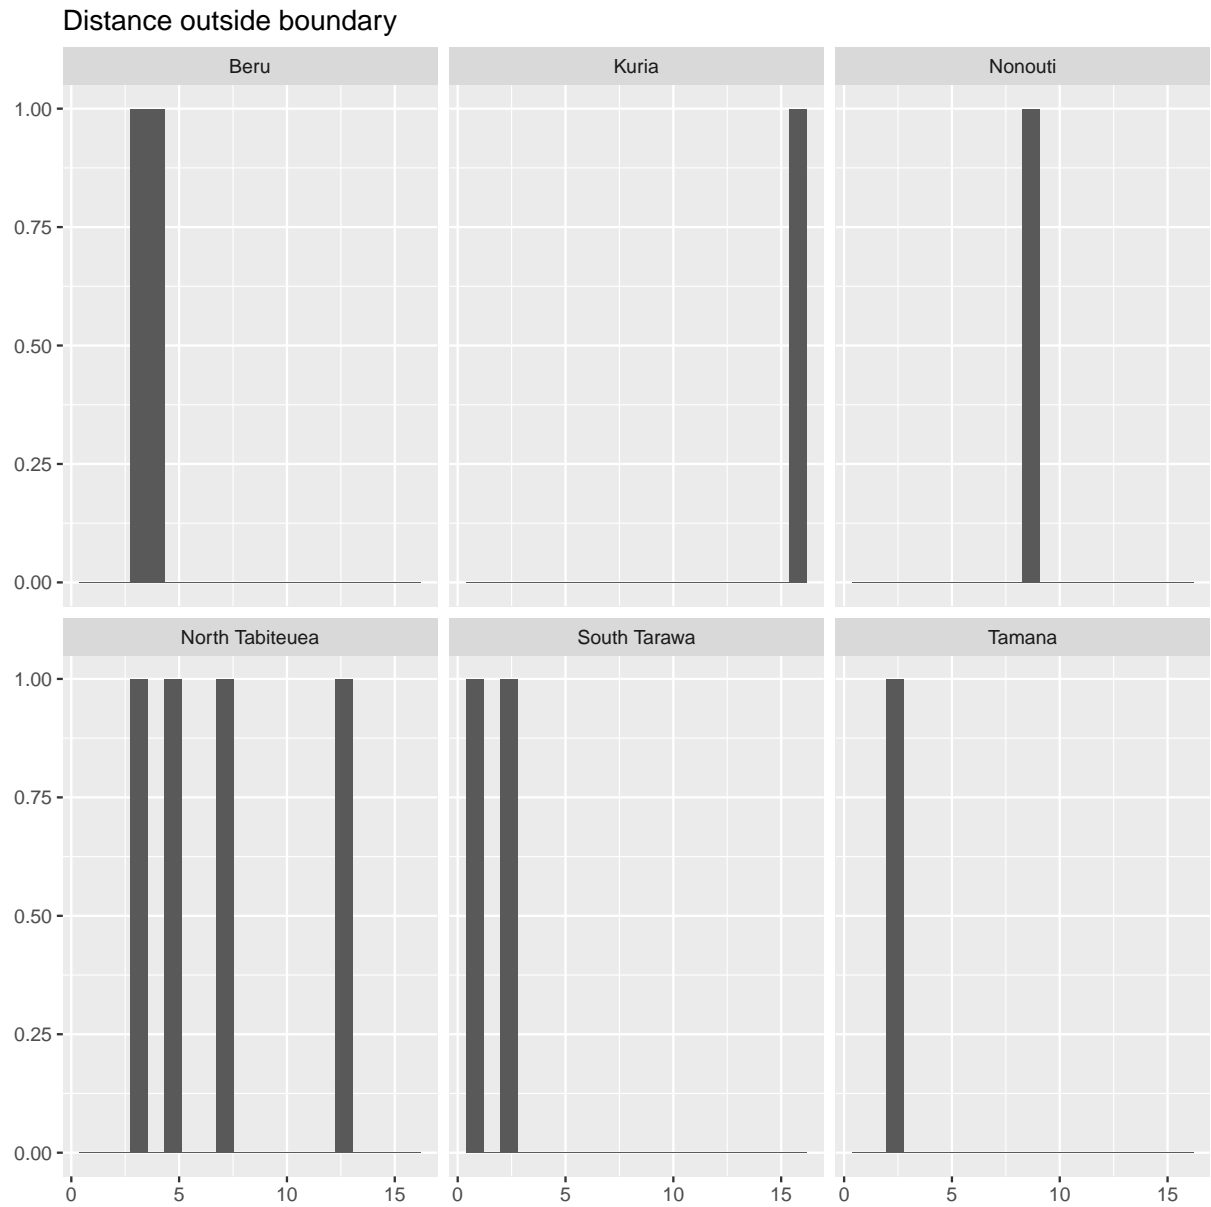 Distance outside boundary
Beru Kuria Nonouti
1.00
0.75
0.50
0.25
0.00
North Tabiteuea South Tarawa Tamana
1.00
0.75
0.50
0.25
0.00
0 5 10 15 0 5 10 15 0 5 10 15